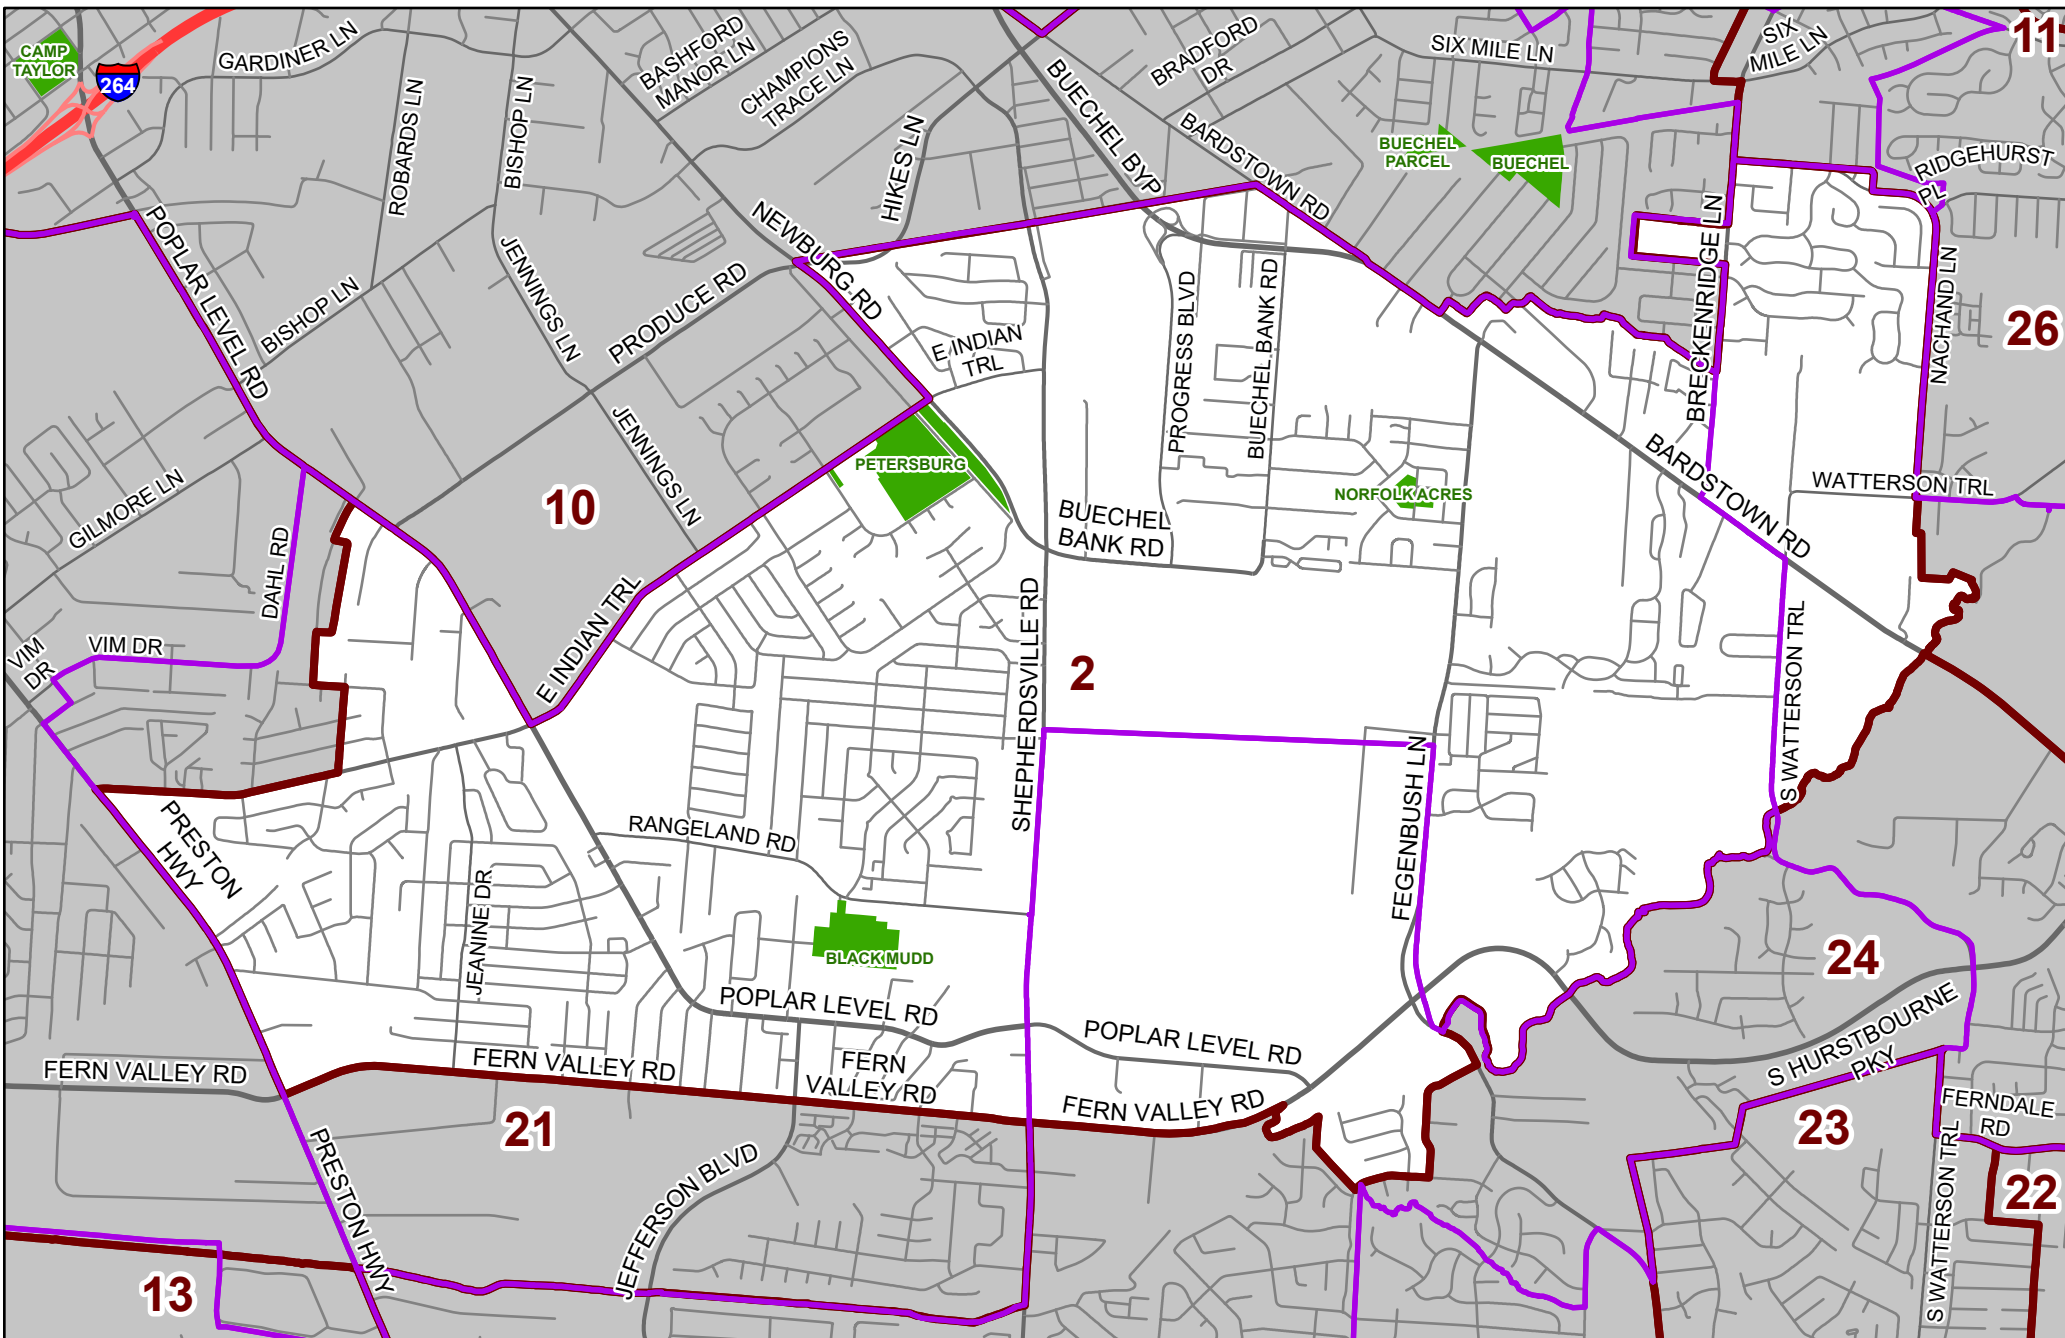 CAMP
TAYLOR
264
GARDINER LN
ROBARDS LN
BISHOP LN
BASHFORD
MANOR LN
CHAMPIONS
TRACE LN
HIKES LN
BUECHEL BYP
BRADFORD
DR
BARDSTOWN RD
SIX MILE LN
SIX
MILE LN
11
BUECHEL
PARCEL
BUECHEL
RIDGEHURST
PL
POPLAR LEVEL RD
BISHOP LN
JENNINGS LN
PRODUCE RD
NEWBURG RD
E INDIAN
TRL
PROGRESS BLVD
BUECHEL BANK RD
BRECKENRIDGE LN
NACHAND LN
26
GILMORE LN
JENNINGS LN
PETERSBURG
NORFOLK ACRES
BARDSTOWN RD
WATTERSON TRL
10
BUECHEL
BANK RD
DAHL RD
VIM
DR
VIM DR
E INDIAN TRL
SHEPHERDSVILLE RD
2
S WATTERSON TRL
PRESTON
HWY
RANGELAND RD
FEGENBUSH LN
JEANINE DR
BLACK MUDD
24
POPLAR LEVEL RD
POPLAR LEVEL RD
S HURSTBOURNE
PKY
FERN VALLEY RD
FERN VALLEY RD
FERN
VALLEY RD
FERN VALLEY RD
FERNDALE
RD
21
23
PRESTON HWY
JEFFERSON BLVD
S WATTERSON TRL
22
13